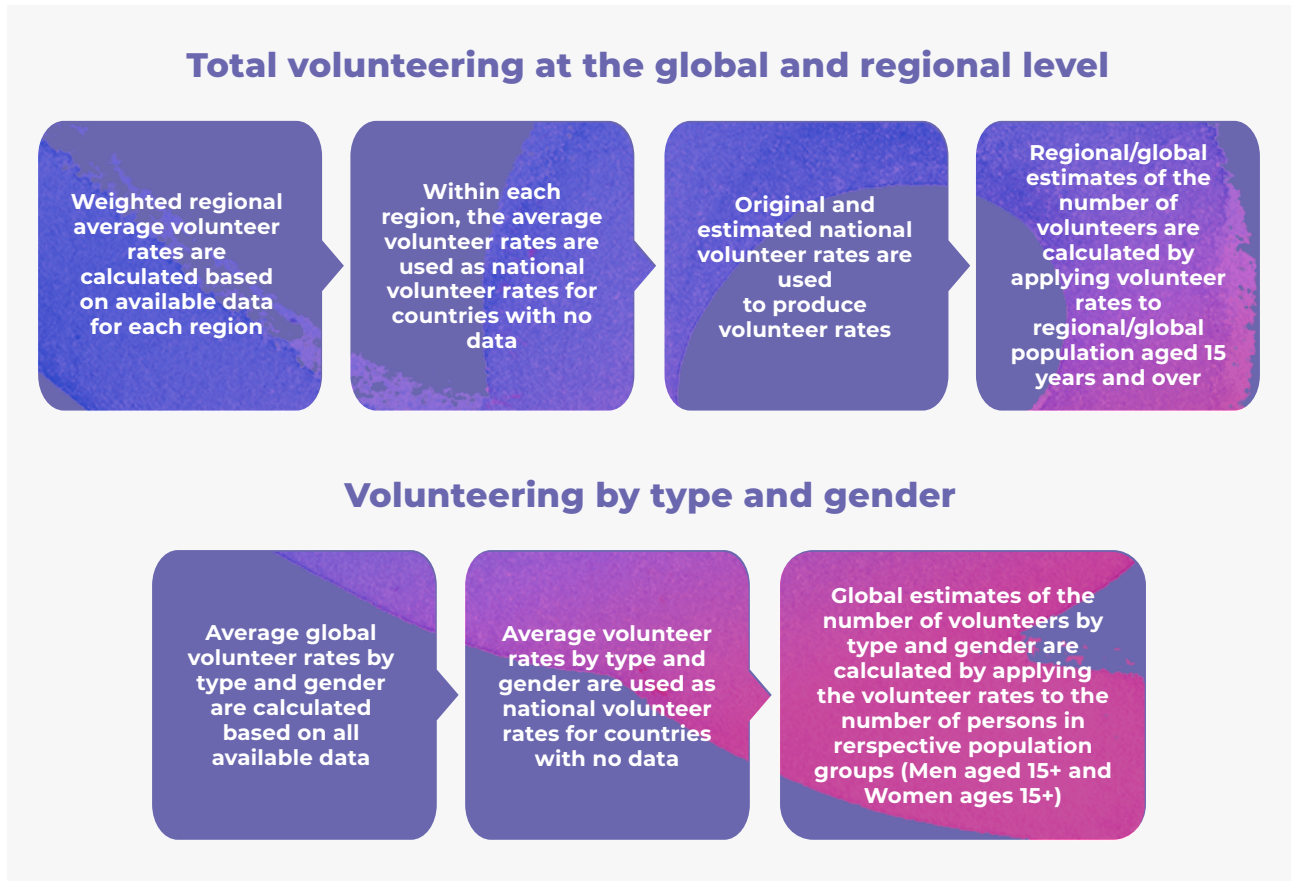 Total volunteering at the global and regional level
Weighted regional
average volunteer
rates are
calculated based
on available data
for each region
Within each
region, the average
volunteer rates are
used as national
volunteer rates for
countries with no
data
Original and
estimated national
volunteer rates are
used
to produce
volunteer rates
Regional/global
estimates of the
number of
volunteers are
calculated by
applying volunteer
rates to
regional/global
population aged 15
years and over
Volunteering by type and gender
Average global
volunteer rates by
type and gender
are calculated
based on all
available data
Average volunteer
rates by type and
gender are used as
national volunteer
rates for countries
with no data
Global estimates of the
number of volunteers by
type and gender are
calculated by applying
the volunteer rates to the
number of persons in
rerspective population
groups (Men aged 15+ and
Women ages 15+)